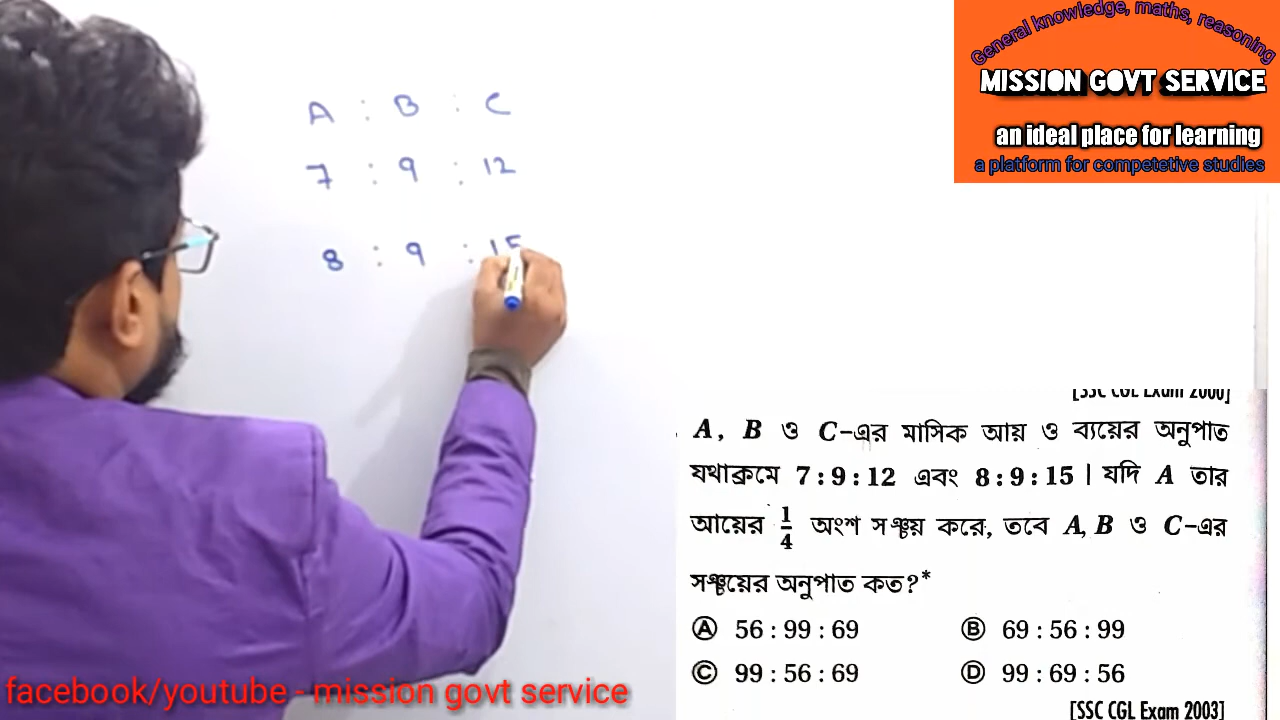 General knowledge, maths, reasoning
MISSION GOVT SERVICE
an ideal place for learning
a platform for competetive studies
A : B : C
7 : 9 : 12
8 : 9 : 15
[SSC CGL Exam 2000]
A, B ও C-এর মাসিক আয় ও ব্যয়ের অনুপাত
যথাক্রমে 7 : 9 : 12 এবং 8 : 9 : 15 | যদি A তার
আয়ের 1/4 অংশ সঞ্চয় করে, তবে A, B ও C-এর
সঞ্চয়ের অনুপাত কত?*
Ⓐ 56 : 99 : 69 Ⓑ 69 : 56 : 99
Ⓒ 99 : 56 : 69 Ⓓ 99 : 69 : 56
[SSC CGL Exam 2003]
facebook/youtube - mission govt service